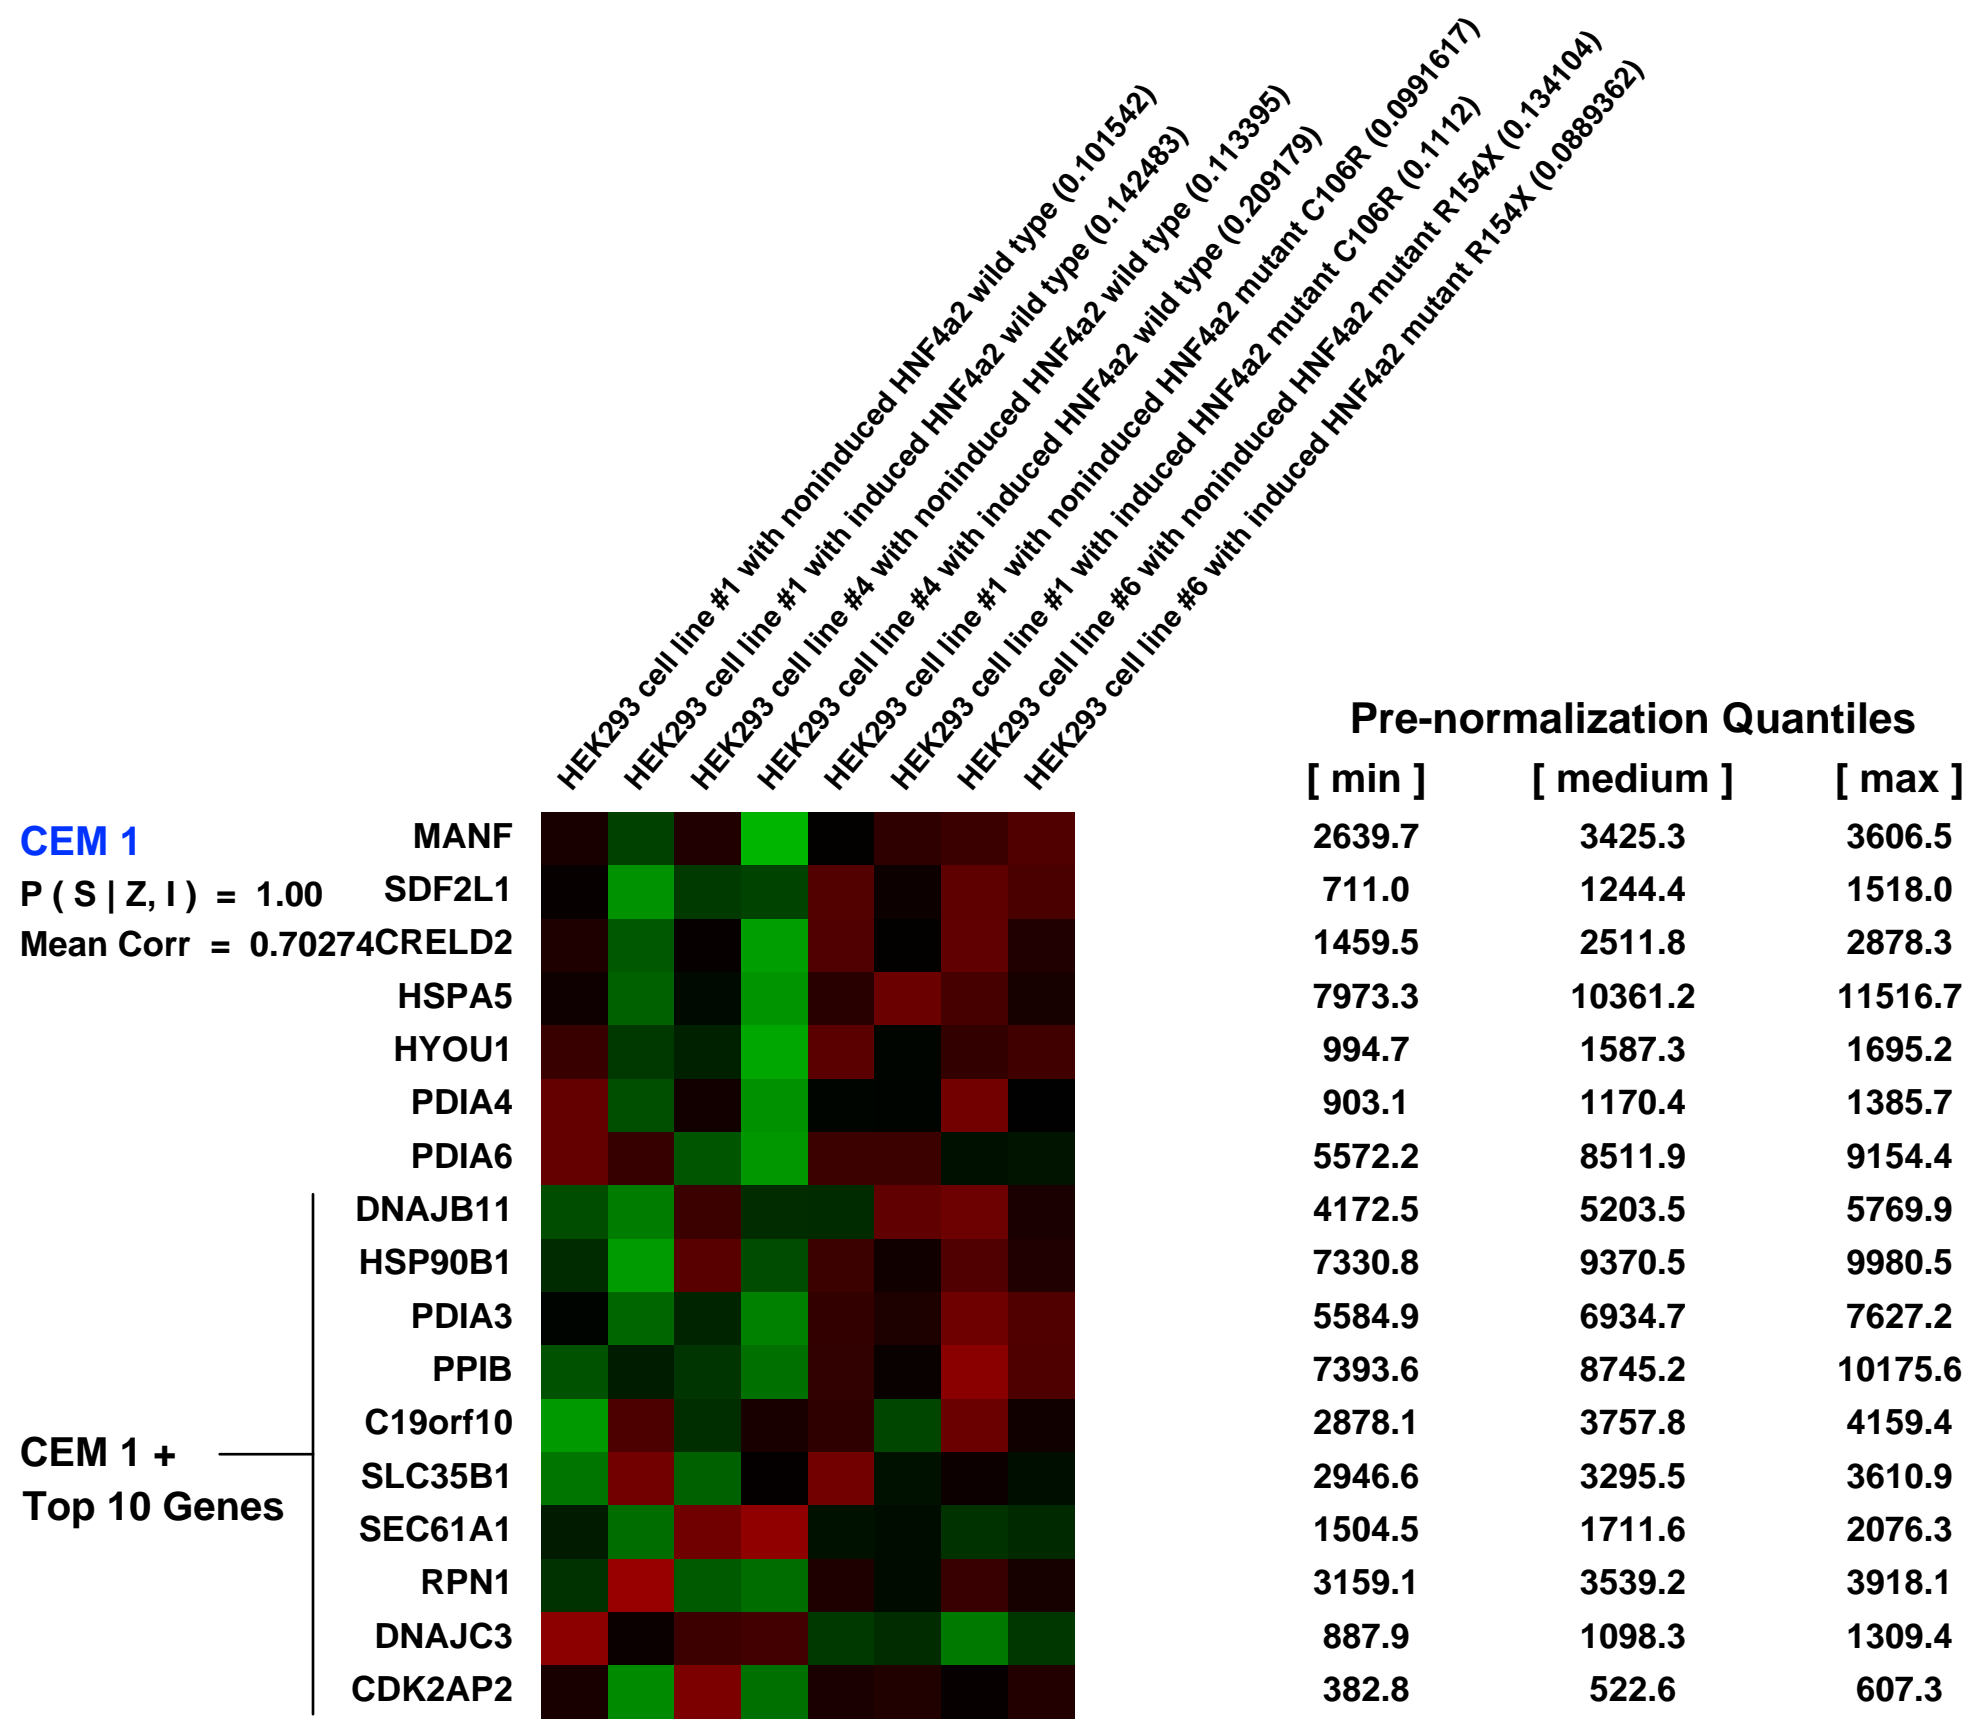 HEK293 cell line #1 with noninduced HNF4a2 wild type (0.101542)
HEK293 cell line #1 with induced HNF4a2 wild type (0.142483)
HEK293 cell line #4 with noninduced HNF4a2 wild type (0.113395)
HEK293 cell line #4 with induced HNF4a2 wild type (0.209179)
HEK293 cell line #1 with noninduced HNF4a2 mutant C106R (0.0991617)
HEK293 cell line #1 with induced HNF4a2 mutant C106R (0.1112)
HEK293 cell line #6 with noninduced HNF4a2 mutant R154X (0.134104)
HEK293 cell line #6 with induced HNF4a2 mutant R154X (0.0889362)
Pre-normalization Quantiles
[ min ] [ medium ] [ max ]
CEM 1 MANF 2639.7 3425.3 3606.5
P ( S | Z, I ) = 1.00 SDF2L1 711.0 1244.4 1518.0
Mean Corr = 0.70274 CRELD2 1459.5 2511.8 2878.3
HSPA5 7973.3 10361.2 11516.7
HYOU1 994.7 1587.3 1695.2
PDIA4 903.1 1170.4 1385.7
PDIA6 5572.2 8511.9 9154.4
DNAJB11 4172.5 5203.5 5769.9
HSP90B1 7330.8 9370.5 9980.5
PDIA3 5584.9 6934.7 7627.2
PPIB 7393.6 8745.2 10175.6
C19orf10 2878.1 3757.8 4159.4
CEM 1 +
SLC35B1 2946.6 3295.5 3610.9
Top 10 Genes
SEC61A1 1504.5 1711.6 2076.3
RPN1 3159.1 3539.2 3918.1
DNAJC3 887.9 1098.3 1309.4
CDK2AP2 382.8 522.6 607.3